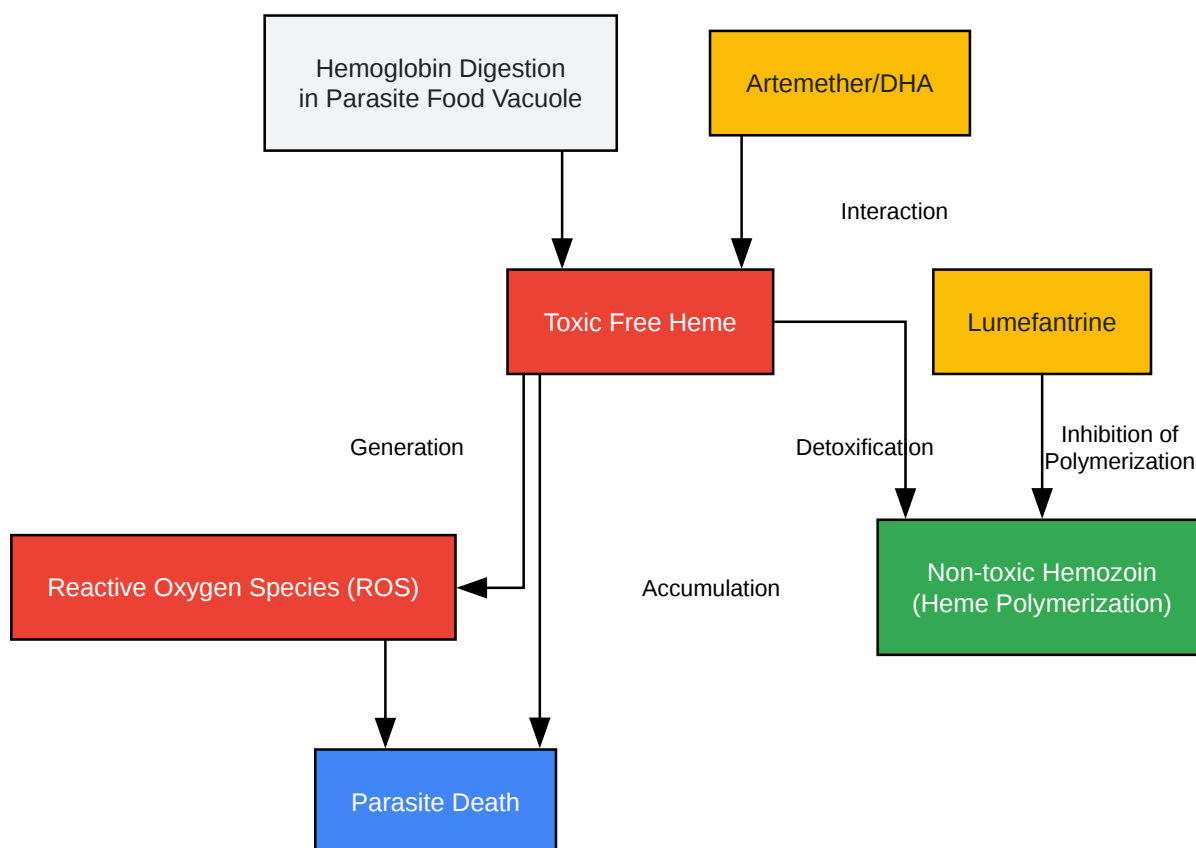 Hemoglobin Digestion
in Parasite Food Vacuole
Artemether/DHA
Interaction
Toxic Free Heme
Lumefantrine
Generation
Detoxification
Inhibition of
Polymerization
Reactive Oxygen Species (ROS)
Accumulation
Non-toxic Hemozoin
(Heme Polymerization)
Parasite Death